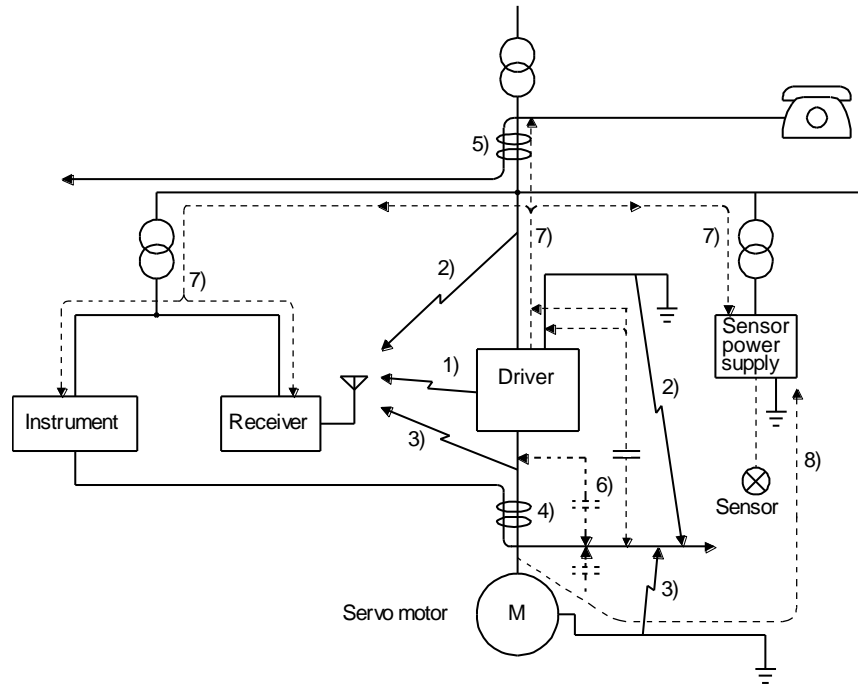 5)
7)
7)
2)
7)
Sensor
power
supply
1)
Driver
2)
Instrument
Receiver
3)
8)
6)
Sensor
4)
3)
Servo motor
M